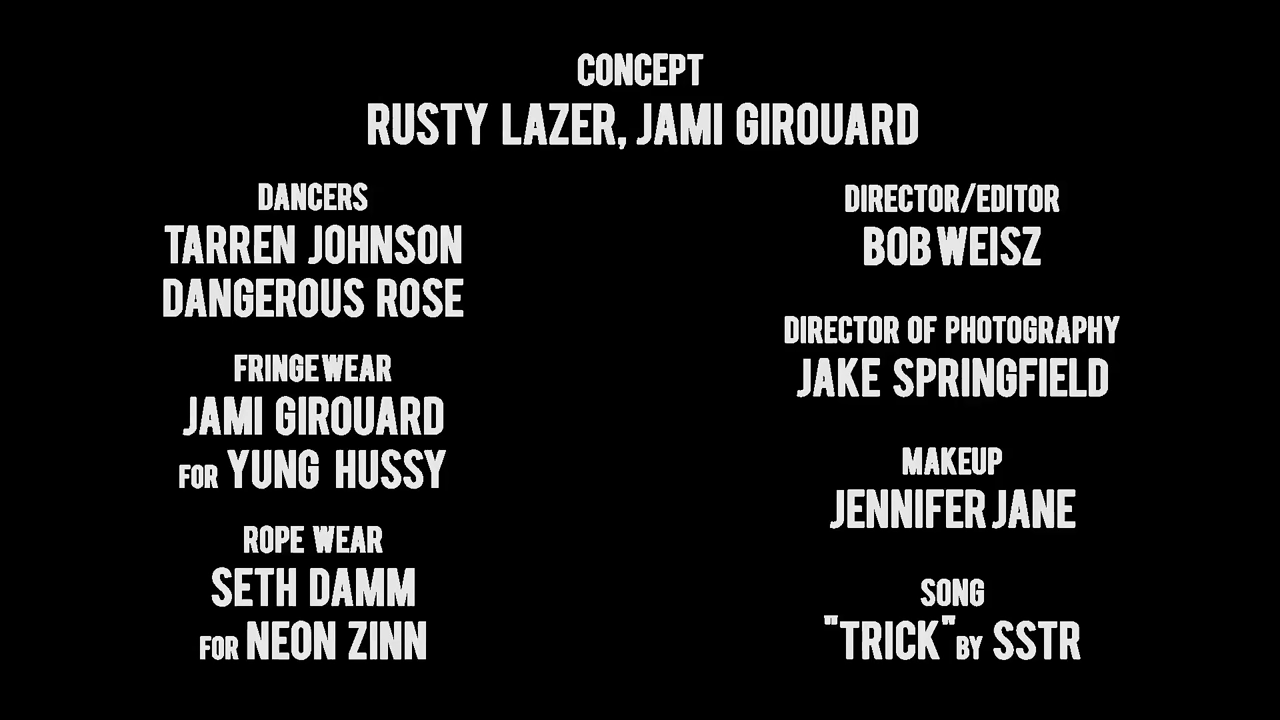 CONCEPT
RUSTY LAZER, JAMI GIROUARD
DANCERS
TARREN JOHNSON
DANGEROUS ROSE
FRINGEWEAR
JAMI GIROUARD
FOR YUNG HUSSY
ROPE WEAR
SETH DAMM
FOR NEON ZINN
DIRECTOR/EDITOR
BOB WEISZ
DIRECTOR OF PHOTOGRAPHY
JAKE SPRINGFIELD
MAKEUP
JENNIFER JANE
SONG
"TRICK" BY SSTR